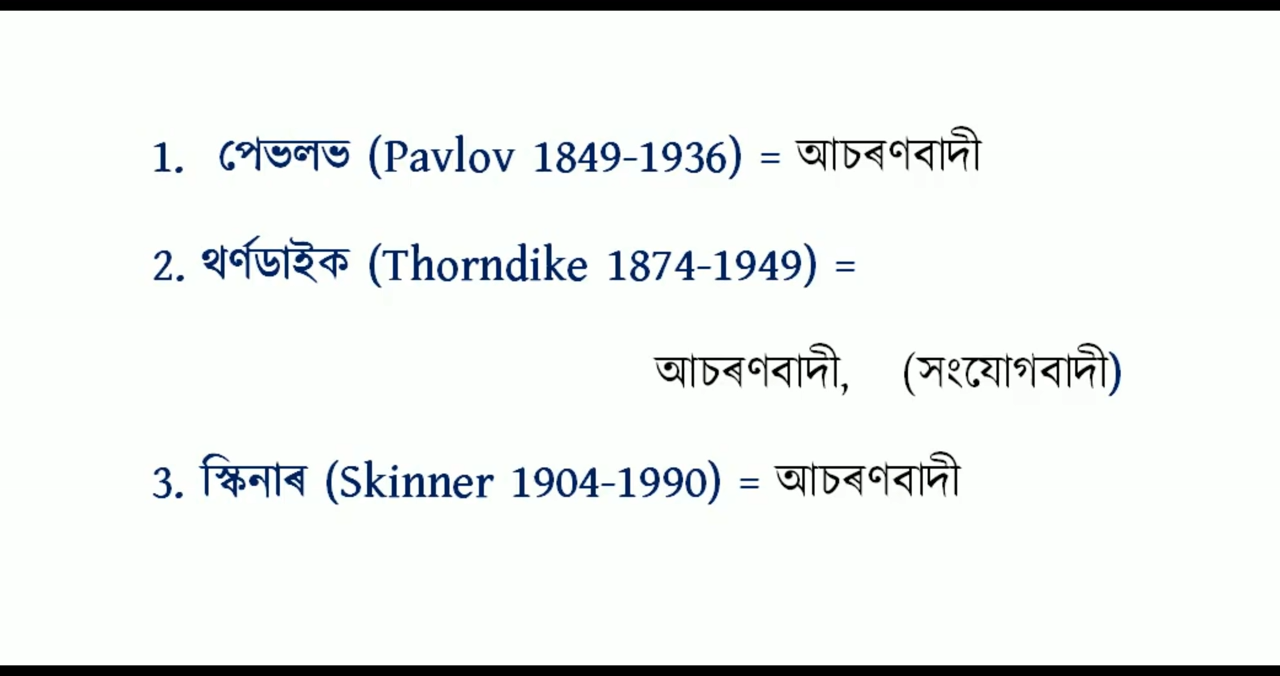 1. পেভলভ (Pavlov 1849-1936) = আচৰণবাদী
2. থৰ্ণডাইক (Thorndike 1874-1949) =
আচৰণবাদী, (সংযোগবাদী)
3. স্কিনাৰ (Skinner 1904-1990) = আচৰণবাদী